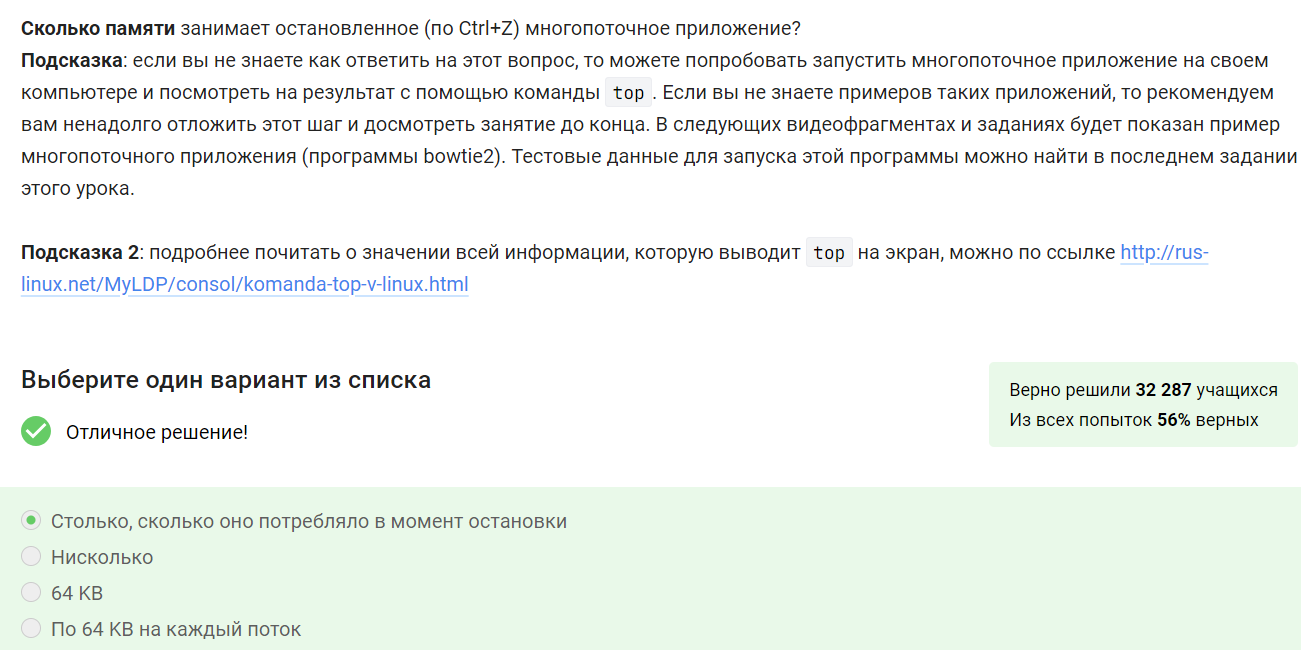 Сколько памяти занимает остановленное (по Ctrl+Z) многопоточное приложение?
Подсказка: если вы не знаете как ответить на этот вопрос, то можете попробовать запустить многопоточное приложение на своем
компьютере и посмотреть на результат с помощью команды top. Если вы не знаете примеров таких приложений, то рекомендуем
вам ненадолго отложить этот шаг и досмотреть занятие до конца. В следующих видеофрагментах и заданиях будет показан пример
многопоточного приложения (программы bowtie2). Тестовые данные для запуска этой программы можно найти в последнем задании
этого урока.
Подсказка 2: подробнее почитать о значении всей информации, которую выводит top на экран, можно по ссылке http://rus-
linux.net/MyLDP/consol/komanda-top-v-linux.html
Выберите один вариант из списка
Отличное решение!
Верно решили 32 287 учащихся
Из всех попыток 56% верных
Столько, сколько оно потребляло в момент остановки
Нисколько
64 KB
По 64 KB на каждый поток